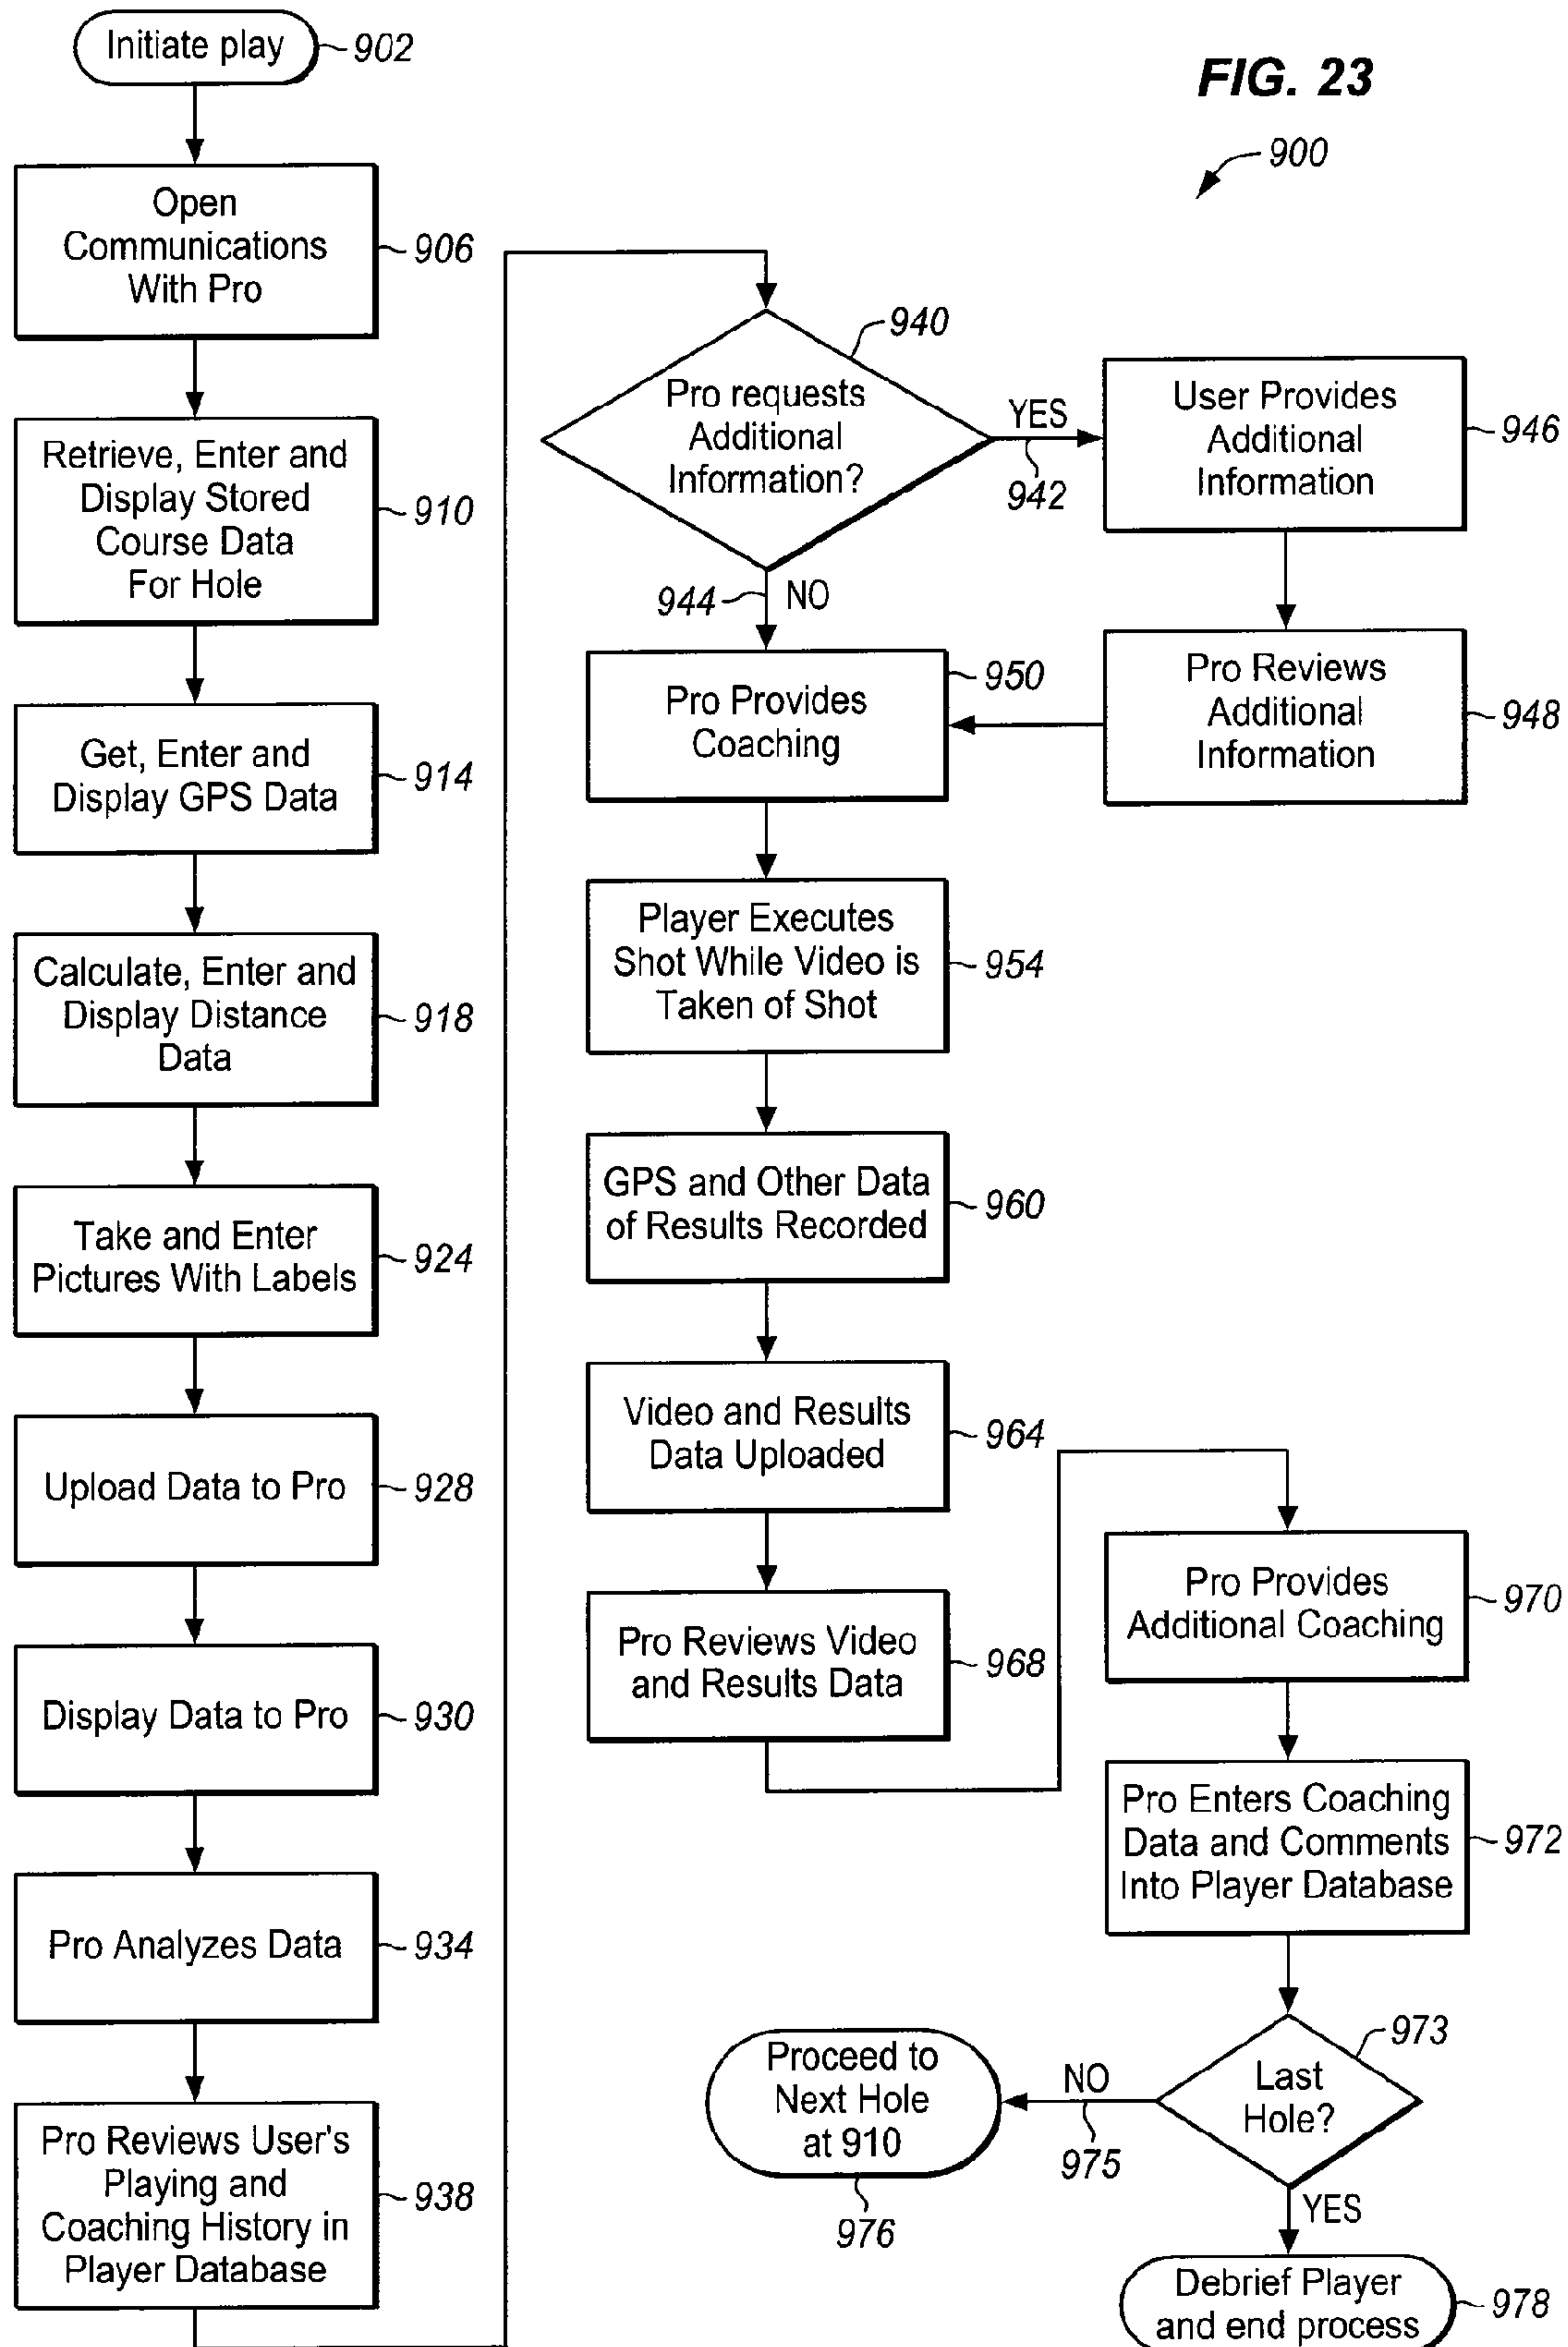 FIG. 23
900
Initiate play
902
Open
Communications
With Pro
906
Retrieve, Enter and
Display Stored
Course Data
For Hole
910
Get, Enter and
Display GPS Data
914
Calculate, Enter and
Display Distance
Data
918
Take and Enter
Pictures With Labels
924
Upload Data to Pro
928
Display Data to Pro
930
Pro Analyzes Data
934
Pro Reviews User's
Playing and
Coaching History in
Player Database
938
Pro requests
Additional
Information?
940
YES
942
944
NO
User Provides
Additional
Information
946
Pro Reviews
Additional
Information
948
Pro Provides
Coaching
950
Player Executes
Shot While Video is
Taken of Shot
954
GPS and Other Data
of Results Recorded
960
Video and Results
Data Uploaded
964
Pro Reviews Video
and Results Data
968
Pro Provides
Additional Coaching
970
Pro Enters Coaching
Data and Comments
Into Player Database
972
Last
Hole?
973
NO
975
Proceed to
Next Hole
at 910
976
YES
Debrief Player
and end process
978